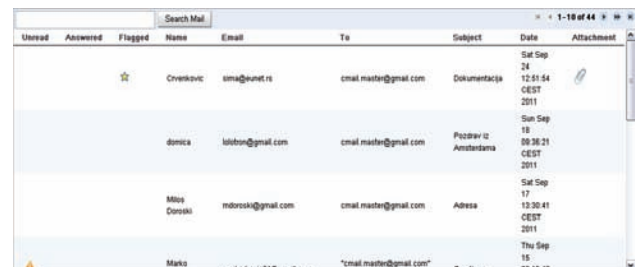 Search Mail 1-10 of 44
Unread Answered Flagged Name Email To Subject Date Attachment
Crvenkovic sima@eunet.rs cmail.master@gmail.com Dokumentacija Sat Sep 24 12:51:54 CEST 2011
domica lolotron@gmail.com cmail.master@gmail.com Pozdrav iz Amsterdama Sun Sep 18 09:36:21 CEST 2011
Milos Doroski mdoroski@gmail.com cmail.master@gmail.com Adresa Sat Sep 17 13:30:41 CEST 2011
Marko "cmail.master@gmail.com" Thu Sep 15